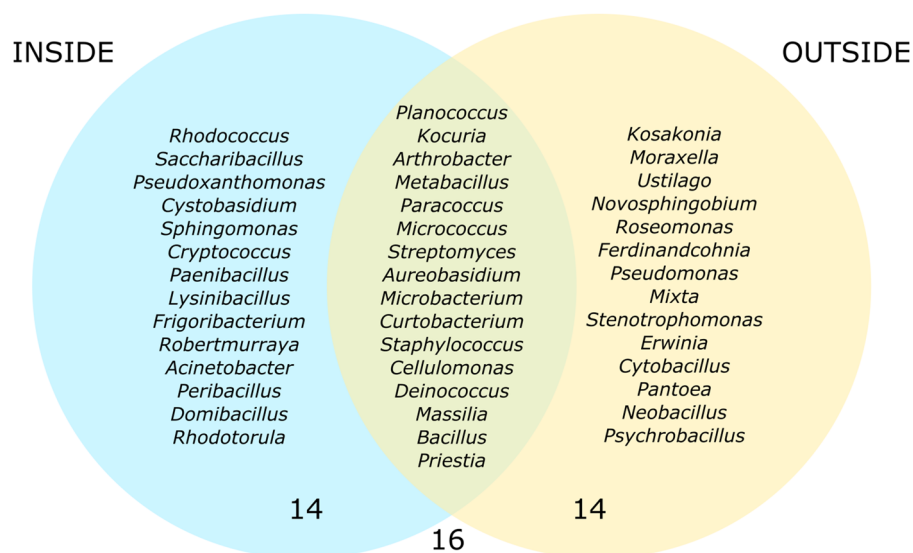 INSIDE
OUTSIDE
Rhodococcus
Saccharibacillus
Pseudoxanthomonas
Cystobasidium
Sphingomonas
Cryptococcus
Paenibacillus
Lysinibacillus
Frigoribacterium
Robertmurraya
Acinetobacter
Peribacillus
Domibacillus
Rhodotorula
14
Planococcus
Kocuria
Arthrobacter
Metabacillus
Paracoccus
Micrococcus
Streptomyces
Aureobasidium
Microbacterium
Curtobacterium
Staphylococcus
Cellulomonas
Deinococcus
Massilia
Bacillus
Priestia
16
Kosakonia
Moraxella
Ustilago
Novosphingobium
Roseomonas
Ferdinandcohnia
Pseudomonas
Mixta
Stenotrophomonas
Erwinia
Cytobacillus
Pantoea
Neobacillus
Psychrobacillus
14